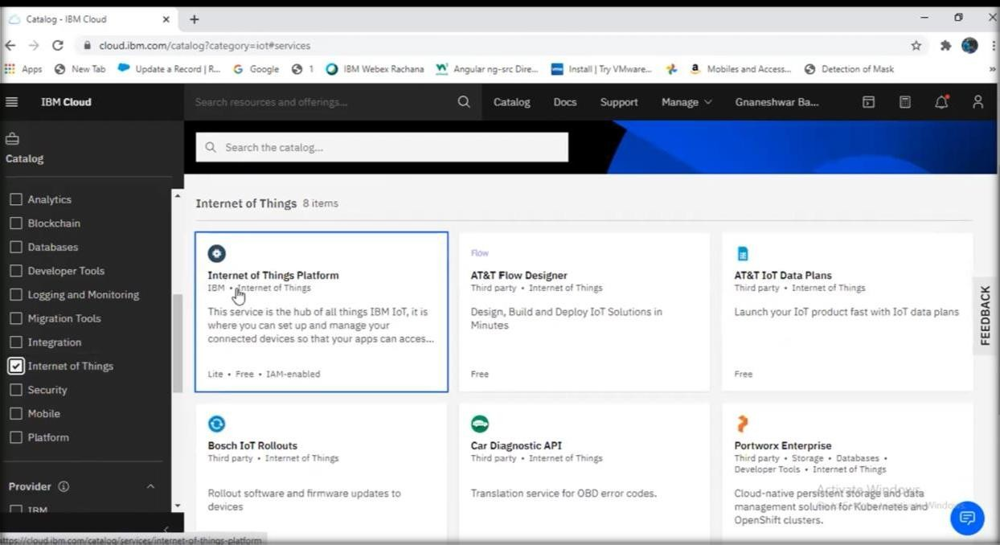 Catalog - IBM Cloud
cloud.ibm.com/catalog?category=iot#services
Apps New Tab Update a Record | R... Google 1 IBM Webex Rachana Angular ng-src Dire... Install | Try VMware... Mobiles and Access... Detection of Mask
IBM Cloud Search resources and offerings... Catalog Docs Support Manage Gnaneshwar Ba...
Catalog
Search the catalog...
Analytics
Blockchain
Databases
Developer Tools
Logging and Monitoring
Migration Tools
Integration
Internet of Things
Security
Mobile
Platform
Provider
IBM
Internet of Things 8 items
Internet of Things Platform
IBM • Internet of Things
This service is the hub of all things IBM IoT, it is
where you can set up and manage your
connected devices so that your apps can acces...
Lite • Free • IAM-enabled
Flow
AT&T Flow Designer
Third party • Internet of Things
Design, Build and Deploy IoT Solutions in
Minutes
Free
AT&T IoT Data Plans
Third party • Internet of Things
Launch your IoT product fast with IoT data plans
Free
FEEDBACK
Bosch IoT Rollouts
Third party • Internet of Things
Rollout software and firmware updates to
devices
Car Diagnostic API
Third party • Internet of Things
Translation service for OBD error codes.
Portworx Enterprise
Third party • Storage • Databases •
Developer Tools • Internet of Things
Cloud-native persistent storage and data
management solution for Kubernetes and
OpenShift clusters.
Activate Windows
https://cloud.ibm.com/catalog/services/internet-of-things-platform